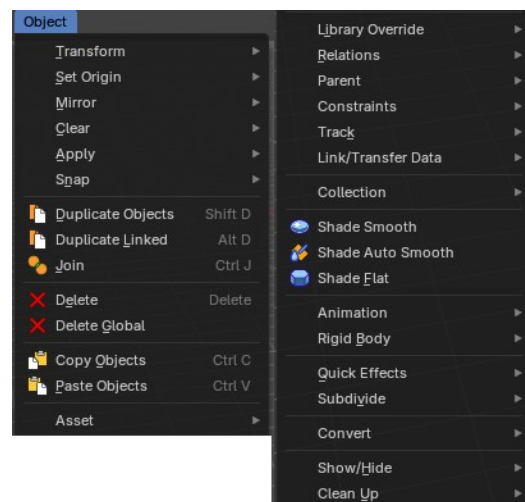 Object
Transform
Set Origin
Mirror
Clear
Apply
Snap
Duplicate Objects Shift D
Duplicate Linked Alt D
Join Ctrl J
Delete Delete
Delete Global
Copy Objects Ctrl C
Paste Objects Ctrl V
Asset
Library Override
Relations
Parent
Constraints
Track
Link/Transfer Data
Collection
Shade Smooth
Shade Auto Smooth
Shade Flat
Animation
Rigid Body
Quick Effects
Subdivide
Convert
Show/Hide
Clean Up